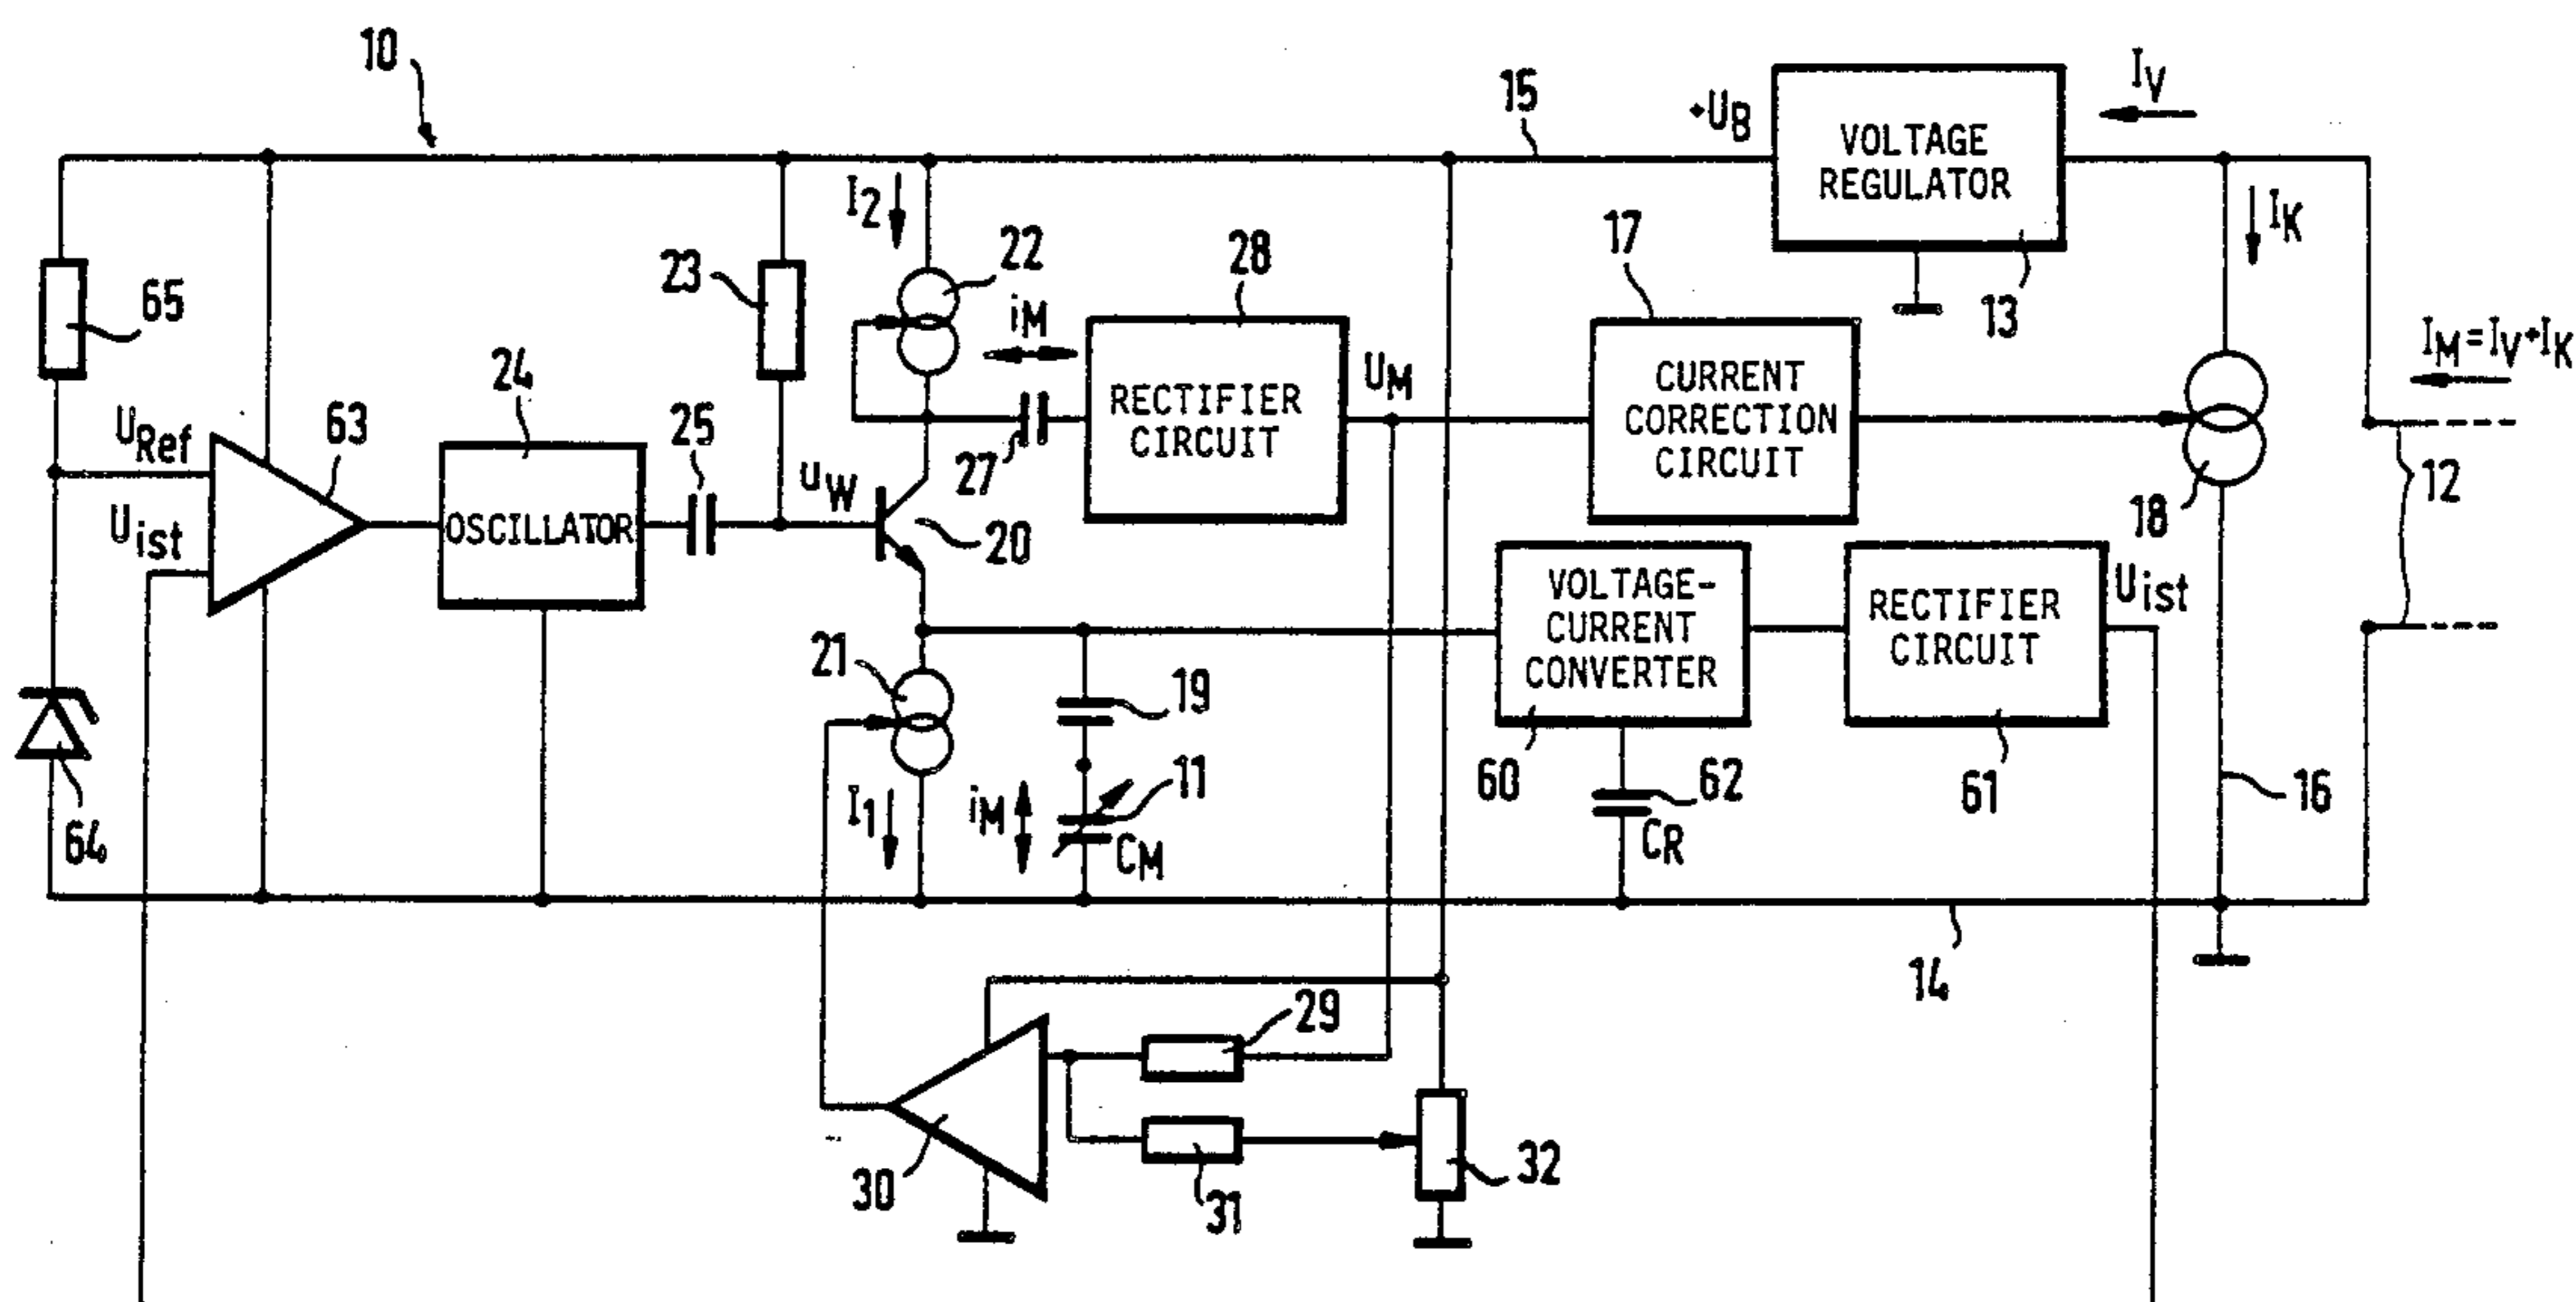 10
15
+UB
VOLTAGE
REGULATOR
13
IV
IK
IM=IV+IK
12
65
URef
Uist
63
24
OSCILLATOR
25
23
uW
I2
22
iM
27
20
28
RECTIFIER
CIRCUIT
UM
17
CURRENT
CORRECTION
CIRCUIT
18
64
21
I1
19
iM
11
CM
VOLTAGE-
CURRENT
CONVERTER
60
62
CR
RECTIFIER
CIRCUIT
61
Uist
16
14
30
29
31
32